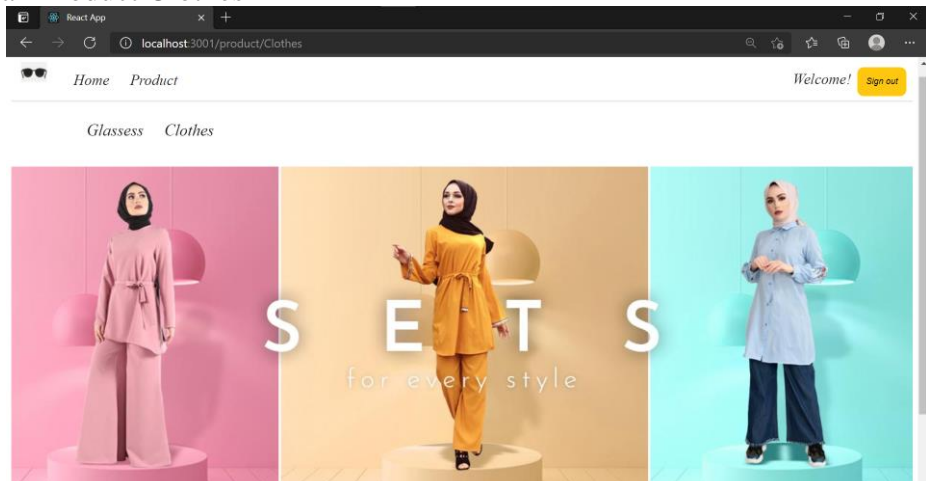 React App
localhost:3001/product/Clothes
Home Product Welcome! Sign out
Glassess Clothes
S E T S
for every style